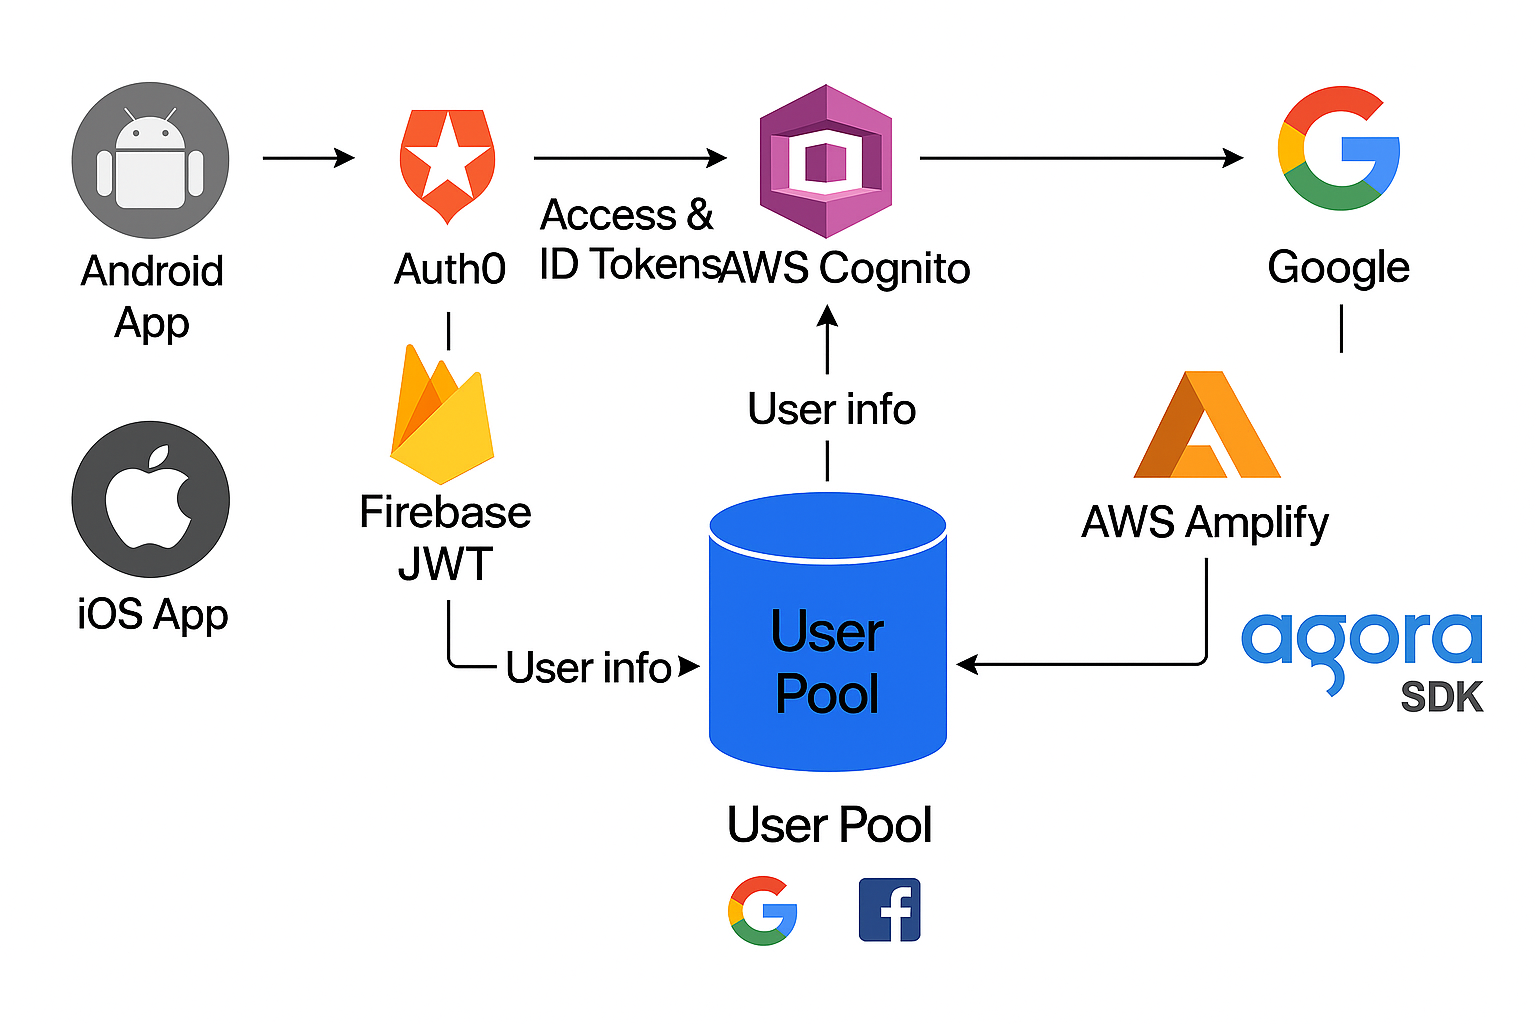 Android
App
Auth0
Access &
ID Tokens
AWS Cognito
Google
Firebase
JWT
User info
AWS Amplify
iOS App
User info
User
Pool
agora
SDK
User Pool